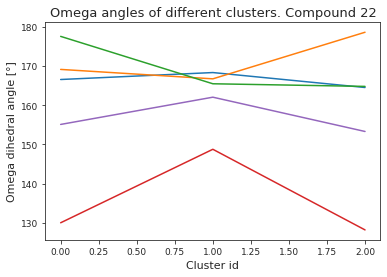 Omega angles of different clusters. Compound 22
Omega dihedral angle [°]
180
170
160
150
140
130
0.00 0.25 0.50 0.75 1.00 1.25 1.50 1.75 2.00
Cluster id